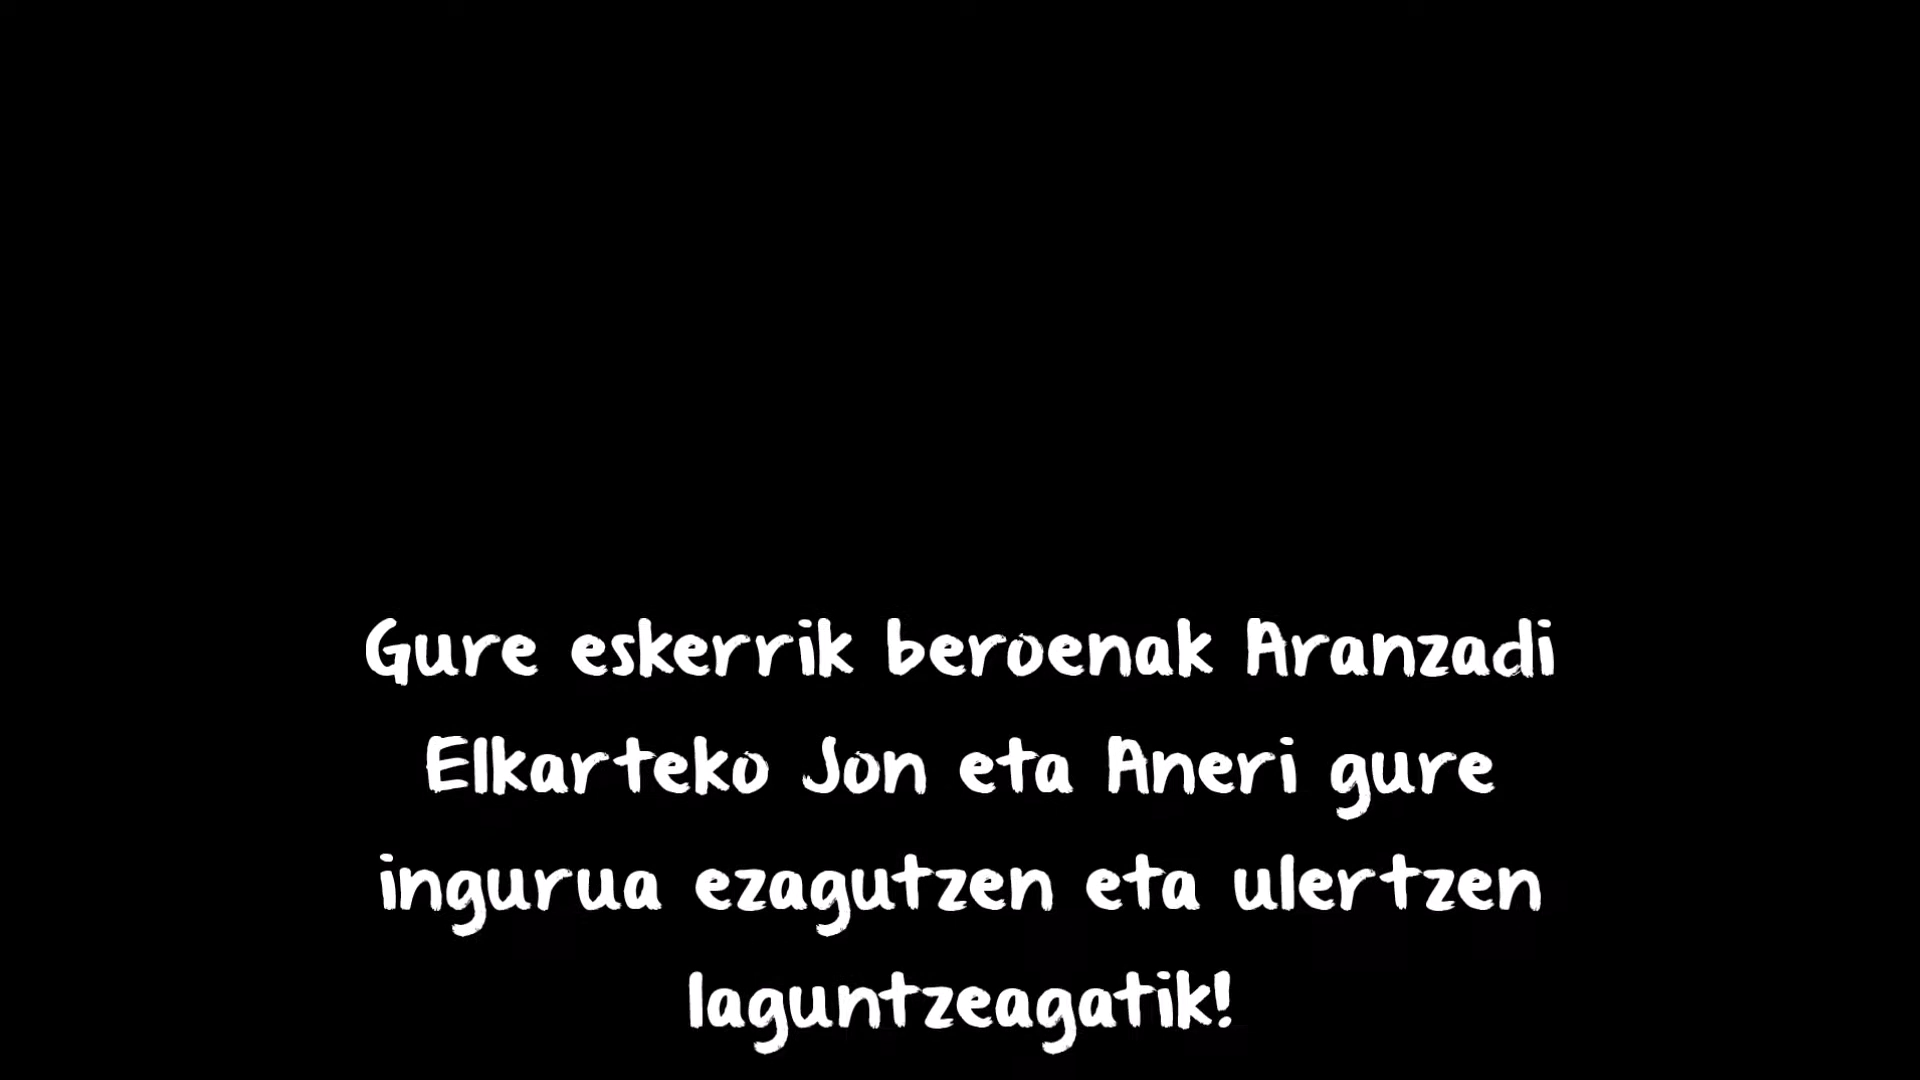 Gure eskerrik beroenak Aranzadi
Elkarteko Jon eta Aneri gure
ingurua ezagutzen eta ulertzen
laguntzeagatik!